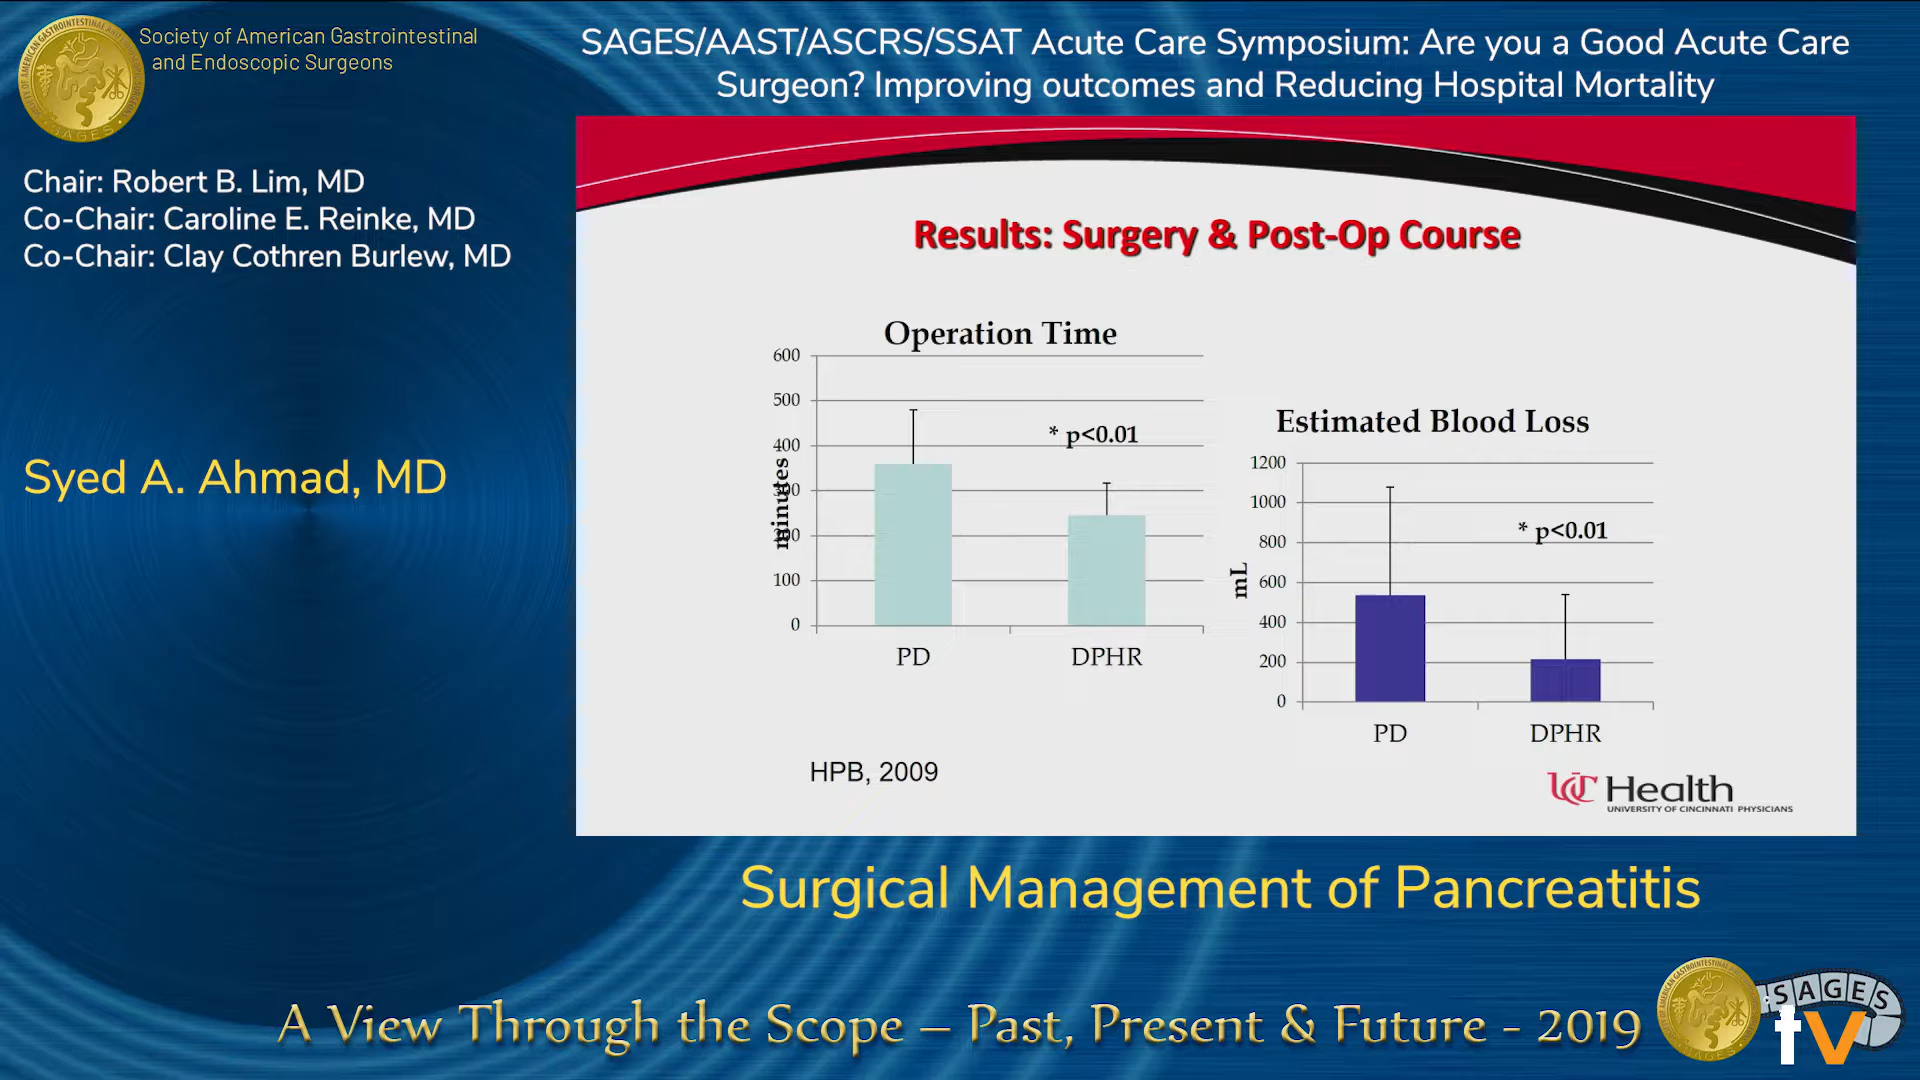 Society of American Gastrointestinal
and Endoscopic Surgeons
SAGES/AAST/ASCRS/SSAT Acute Care Symposium: Are you a Good Acute Care
Surgeon? Improving outcomes and Reducing Hospital Mortality
Chair: Robert B. Lim, MD
Co-Chair: Caroline E. Reinke, MD
Co-Chair: Clay Cothren Burlew, MD
Syed A. Ahmad, MD
Results: Surgery & Post-Op Course
Operation Time
600
500
400
300
200
100
0
minutes
* p<0.01
PD DPHR
Estimated Blood Loss
1200
1000
800
600
400
200
0
mL
* p<0.01
PD DPHR
HPB, 2009
UC Health
UNIVERSITY OF CINCINNATI PHYSICIANS
Surgical Management of Pancreatitis
A View Through the Scope – Past, Present & Future - 2019
SAGES
tv